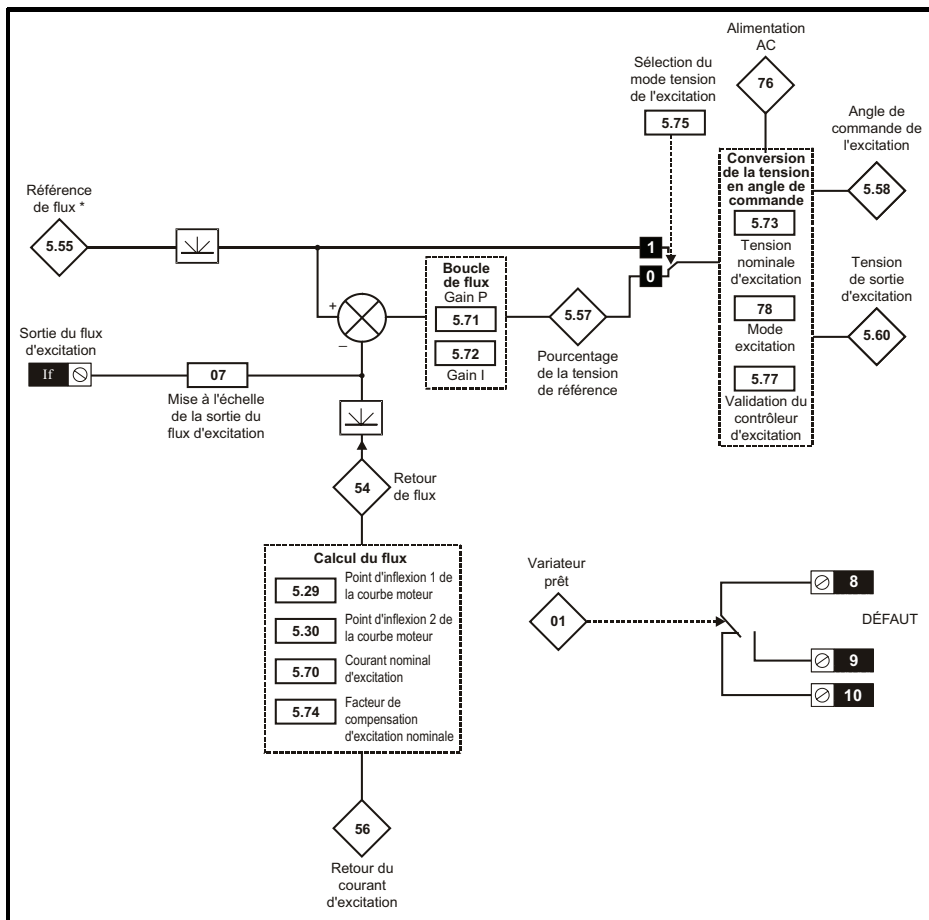 Alimentation
AC
76
Sélection du
mode tension
de l'excitation
5.75
Angle de
commande de
l'excitation
5.58
Conversion
de la tension
en angle de
commande
5.73
Tension
nominale
d'excitation
78
Mode
excitation
5.77
Validation du
contrôleur
d'excitation
Tension
de sortie
d'excitation
5.60
Référence
de flux *
5.55
1
0
Boucle
de flux
Gain P
5.71
5.72
Gain I
5.57
Pourcentage
de la tension
de référence
+
–
Sortie du flux
d'excitation
If
07
Mise à l'échelle
de la sortie du
flux d'excitation
54
Retour
de flux
Calcul du flux
5.29
Point d'inflexion 1 de
la courbe moteur
5.30
Point d'inflexion 2 de
la courbe moteur
5.70
Courant nominal
d'excitation
5.74
Facteur de
compensation
d'excitation nominale
56
Retour du
courant
d'excitation
Variateur
prêt
01
8
DÉFAUT
9
10